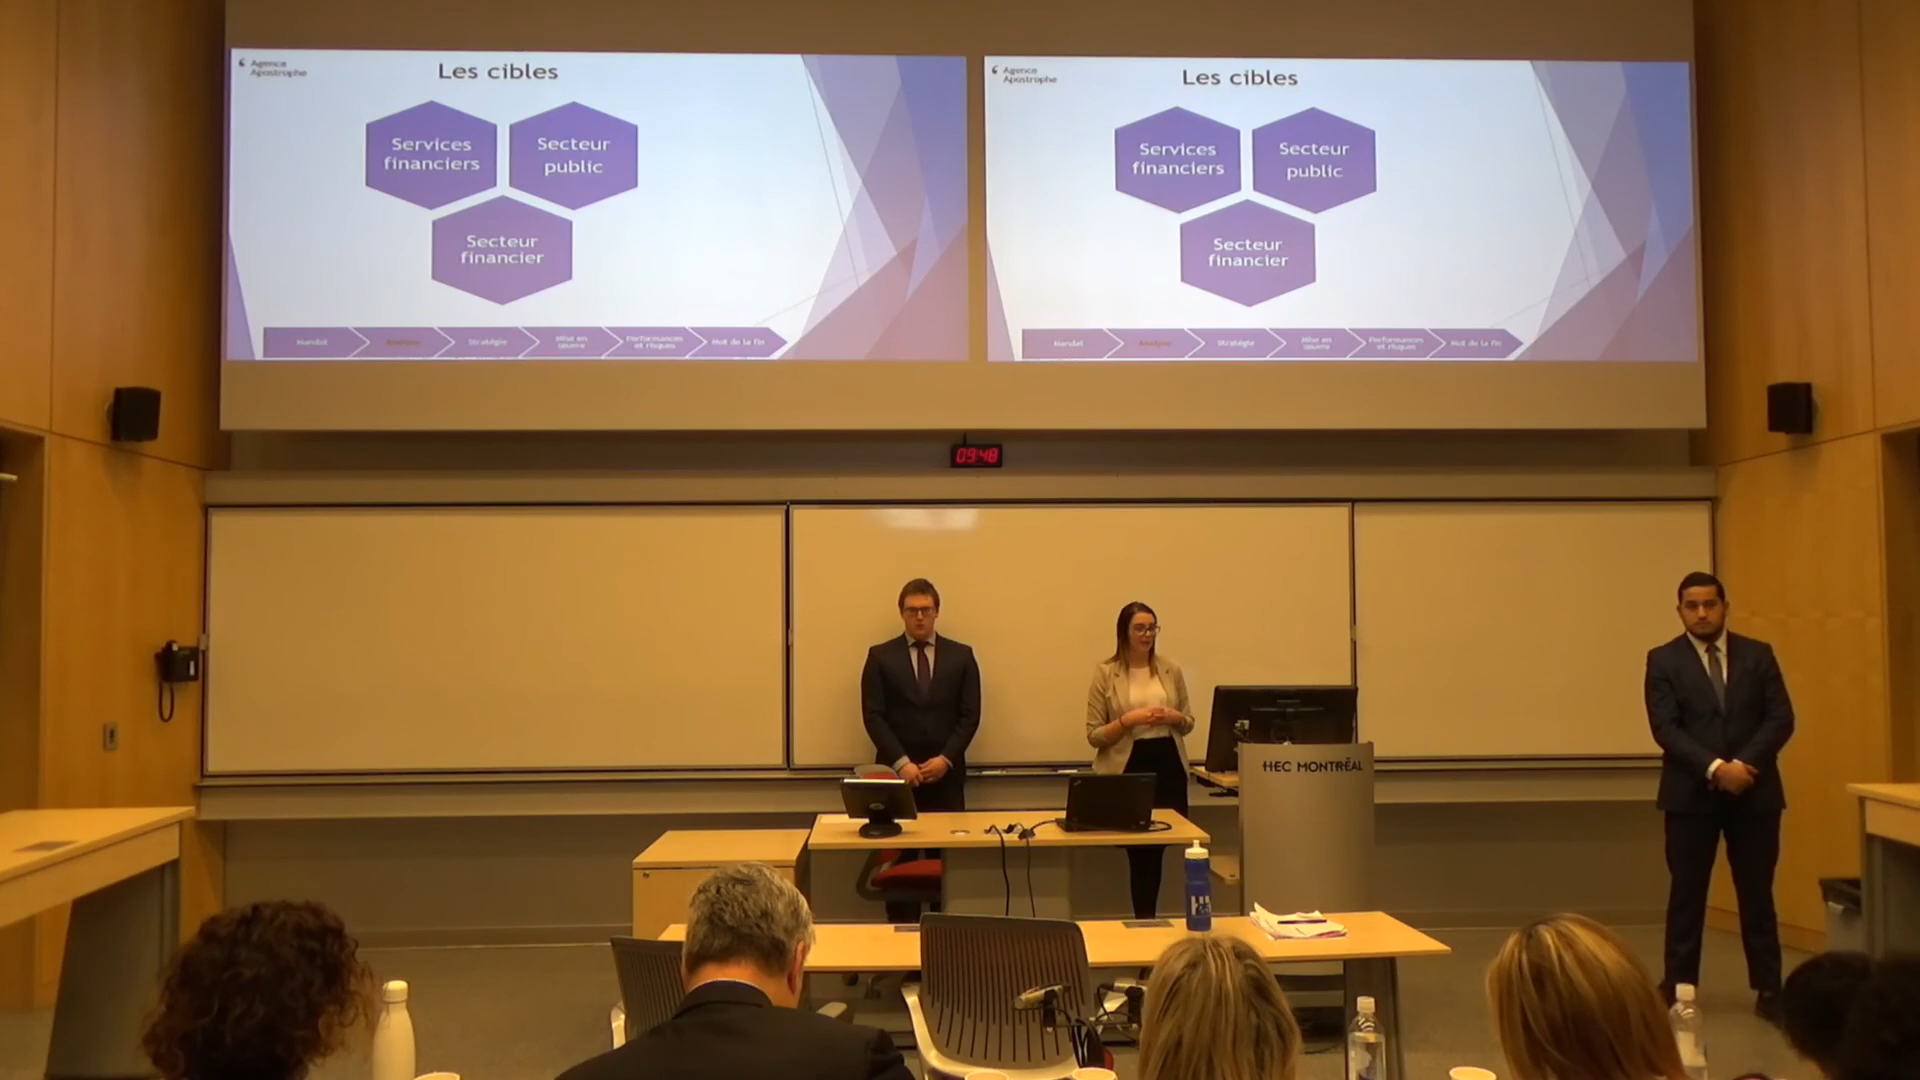 Agence
Apostrophe
Les cibles
Services
financiers
Secteur
public
Secteur
financier
Mandat
Analyse
Stratégie
Mise en
œuvre
Performances
et risques
Mot de la fin
Agence
Apostrophe
Les cibles
Services
financiers
Secteur
public
Secteur
financier
Mandat
Analyse
Stratégie
Mise en
œuvre
Performances
et risques
Mot de la fin
09:48
HEC MONTRÉAL